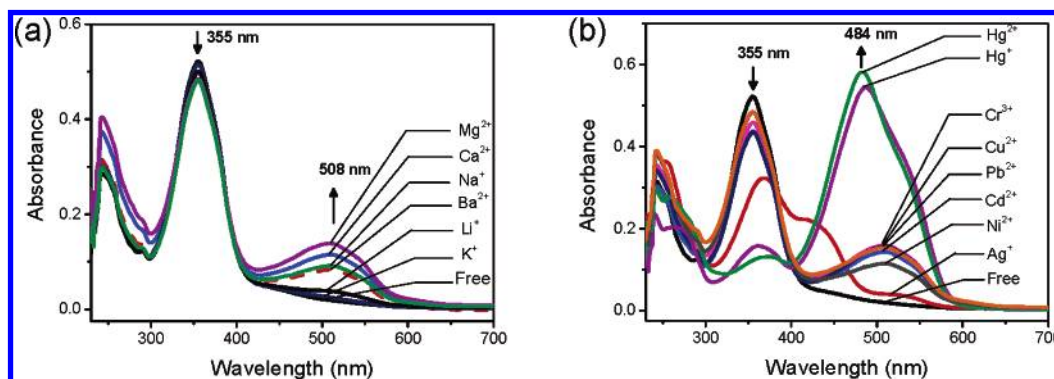 (a)
0.6
0.4
0.2
0.0
Absorbance
355 nm
508 nm
Mg2+
Ca2+
Na+
Ba2+
Li+
K+
Free
300 400 500 600 700
Wavelength (nm)
(b)
0.6
0.4
0.2
0.0
Absorbance
355 nm
484 nm
Hg2+
Hg+
Cr3+
Cu2+
Pb2+
Cd2+
Ni2+
Ag+
Free
300 400 500 600 700
Wavelength (nm)